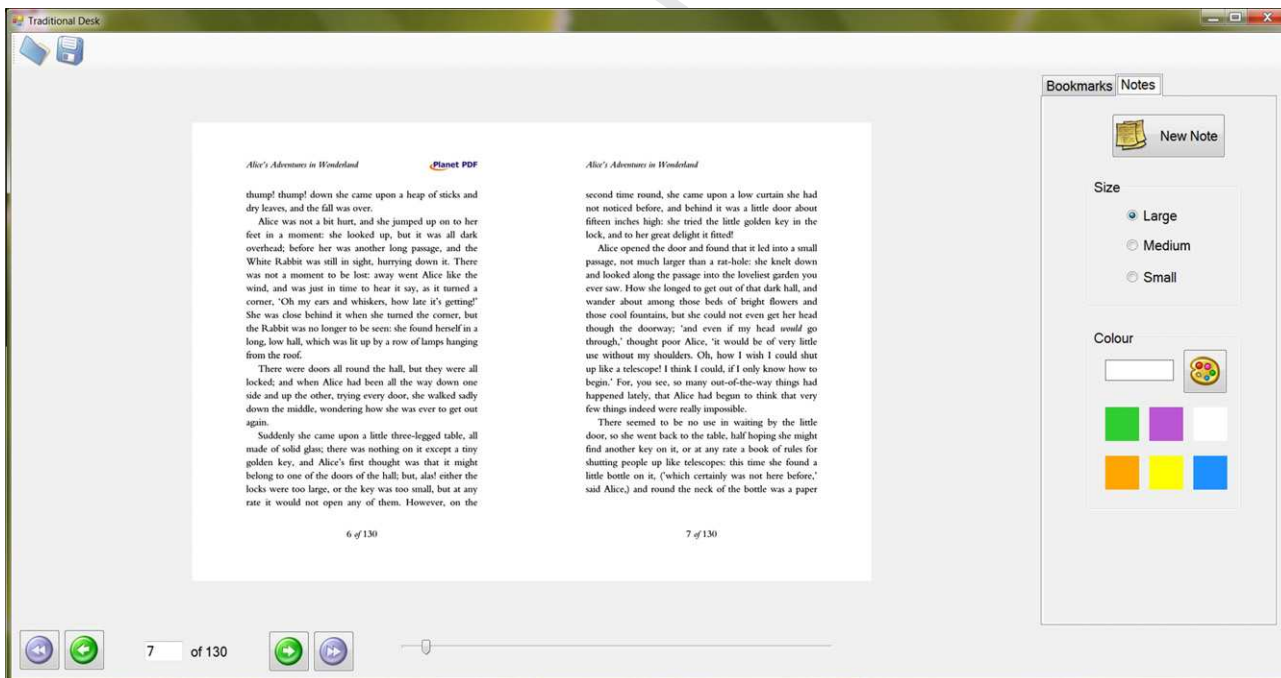 Traditional Desk
Alice's Adventures in Wonderland
Planet PDF
thump! thump! down she came upon a heap of sticks and
dry leaves, and the fall was over.
Alice was not a bit hurt, and she jumped up on to her
feet in a moment: she looked up, but it was all dark
overhead; before her was another long passage, and the
White Rabbit was still in sight, hurrying down it. There
was not a moment to be lost: away went Alice like the
wind, and was just in time to hear it say, as it turned a
corner, 'Oh my ears and whiskers, how late it's getting!'
She was close behind it when she turned the corner, but
the Rabbit was no longer to be seen: she found herself in a
long, low hall, which was lit up by a row of lamps hanging
from the roof.
There were doors all round the hall, but they were all
locked; and when Alice had been all the way down one
side and up the other, trying every door, she walked sadly
down the middle, wondering how she was ever to get out
again.
Suddenly she came upon a little three-legged table, all
made of solid glass; there was nothing on it except a tiny
golden key, and Alice's first thought was that it might
belong to one of the doors of the hall; but, alas! either the
locks were too large, or the key was too small, but at any
rate it would not open any of them. However, on the
6 of 130
Alice's Adventures in Wonderland
second time round, she came upon a low curtain she had
not noticed before, and behind it was a little door about
fifteen inches high: she tried the little golden key in the
lock, and to her great delight it fitted!
Alice opened the door and found that it led into a small
passage, not much larger than a rat-hole: she knelt down
and looked along the passage into the loveliest garden you
ever saw. How she longed to get out of that dark hall, and
wander about among those beds of bright flowers and
those cool fountains, but she could not even get her head
though the doorway; 'and even if my head would go
through,' thought poor Alice, 'it would be of very little
use without my shoulders. Oh, how I wish I could shut
up like a telescope! I think I could, if I only know how to
begin.' For, you see, so many out-of-the-way things had
happened lately, that Alice had begun to think that very
few things indeed were really impossible.
There seemed to be no use in waiting by the little
door, so she went back to the table, half hoping she might
find another key on it, or at any rate a book of rules for
shutting people up like telescopes: this time she found a
little bottle on it, ('which certainly was not here before,'
said Alice,) and round the neck of the bottle was a paper
7 of 130
Bookmarks
Notes
New Note
Size
Large
Medium
Small
Colour
7 of 130